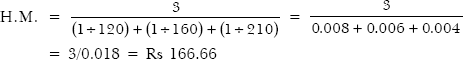 H.M. = 3 / (1÷120) + (1÷160) + (1÷210) = 3 / 0.008 + 0.006 + 0.004
= 3/0.018 = Rs 166.66